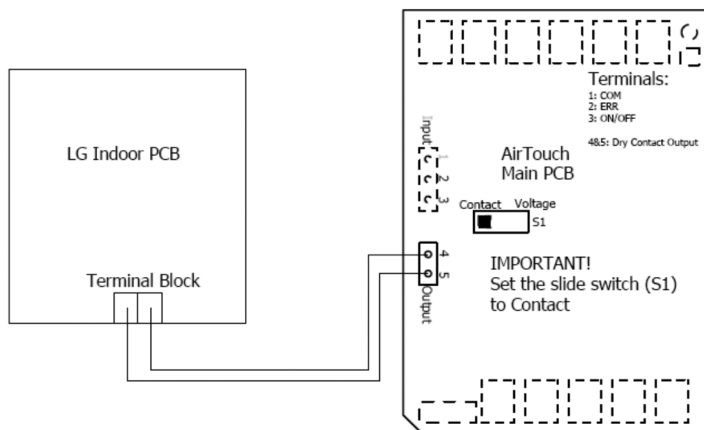 LG Indoor PCB
Terminal Block
Terminals:
1: COM
2: ERR
3: ON/OFF
4&5: Dry Contact Output
Input
1
2
3
AirTouch
Main PCB
Contact Voltage
S1
4
5
Output
IMPORTANT!
Set the slide switch (S1)
to Contact